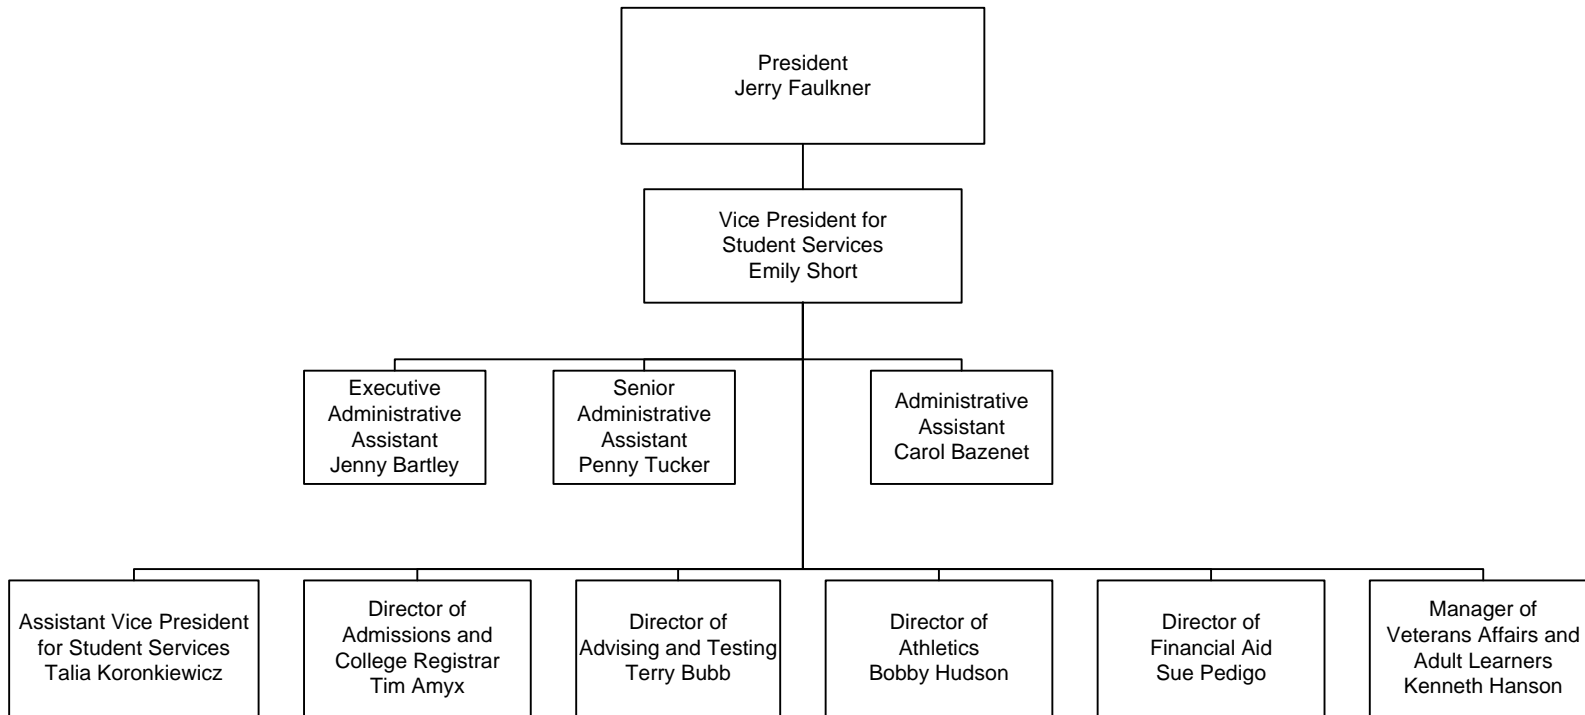 President
Jerry Faulkner
Vice President for
Student Services
Emily Short
Executive
Administrative
Assistant
Jenny Bartley
Senior
Administrative
Assistant
Penny Tucker
Administrative
Assistant
Carol Bazenet
Assistant Vice President
for Student Services
Talia Koronkiewicz
Director of
Admissions and
College Registrar
Tim Amyx
Director of
Advising and Testing
Terry Bubb
Director of
Athletics
Bobby Hudson
Director of
Financial Aid
Sue Pedigo
Manager of
Veterans Affairs and
Adult Learners
Kenneth Hanson